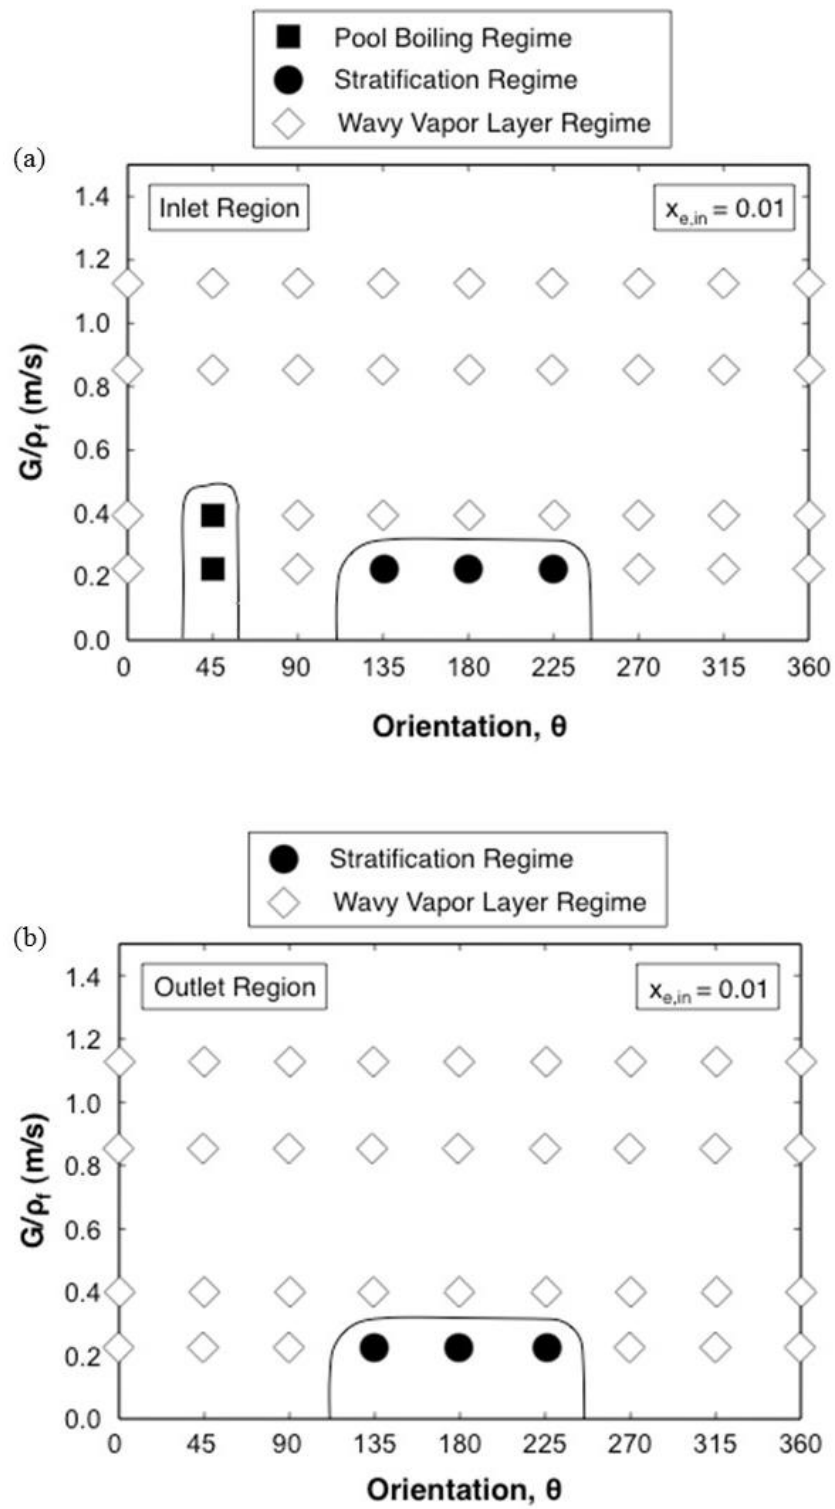 Pool Boiling Regime
Stratification Regime
Wavy Vapor Layer Regime
(a)
Inlet Region
x_e,in = 0.01
1.4
1.2
1.0
0.8
0.6
0.4
0.2
0.0
G/ρf (m/s)
0 45 90 135 180 225 270 315 360
Orientation, θ
Stratification Regime
Wavy Vapor Layer Regime
(b)
Outlet Region
x_e,in = 0.01
1.4
1.2
1.0
0.8
0.6
0.4
0.2
0.0
G/ρf (m/s)
0 45 90 135 180 225 270 315 360
Orientation, θ